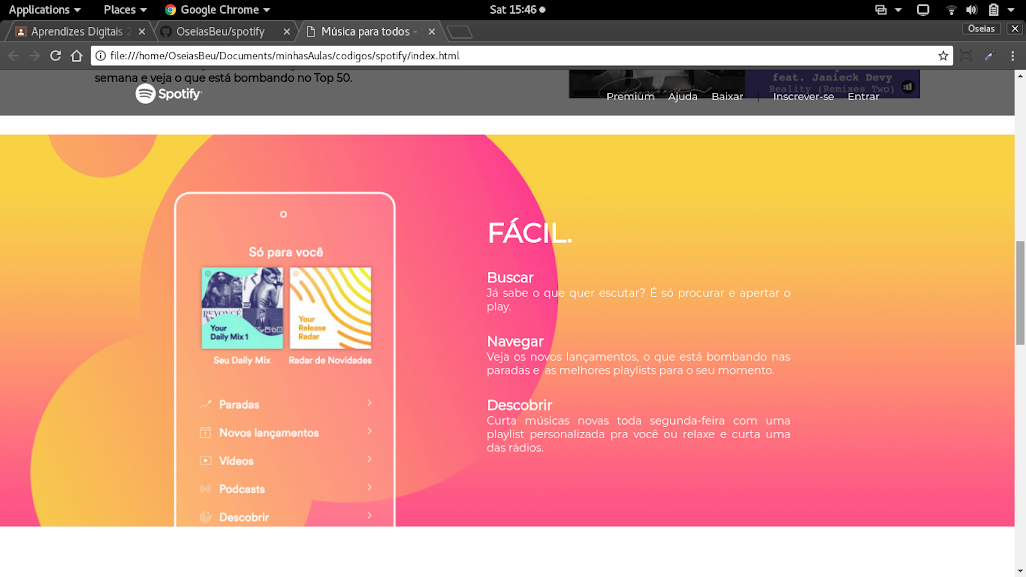 Applications Places Google Chrome Sat 15:46
Aprendizes Digitais 2 OseiasBeu/spotify Música para todos - Oseias
file:///home/OseiasBeu/Documents/minhasAulas/codigos/spotify/index.html
semana e veja o que está bombando no Top 50.
feat. Janieck Devy
Reality (Remixes Two)
Spotify
Premium Ajuda Baixar | Inscrever-se Entrar
Só para você
Your
Daily Mix 1
Your
Release
Radar
Seu Daily Mix Radar de Novidades
Paradas
Novos lançamentos
Vídeos
Podcasts
Descobrir
FÁCIL.
Buscar
Já sabe o que quer escutar? É só procurar e apertar o
play.
Navegar
Veja os novos lançamentos, o que está bombando nas
paradas e as melhores playlists para o seu momento.
Descobrir
Curta músicas novas toda segunda-feira com uma
playlist personalizada pra você ou relaxe e curta uma
das rádios.